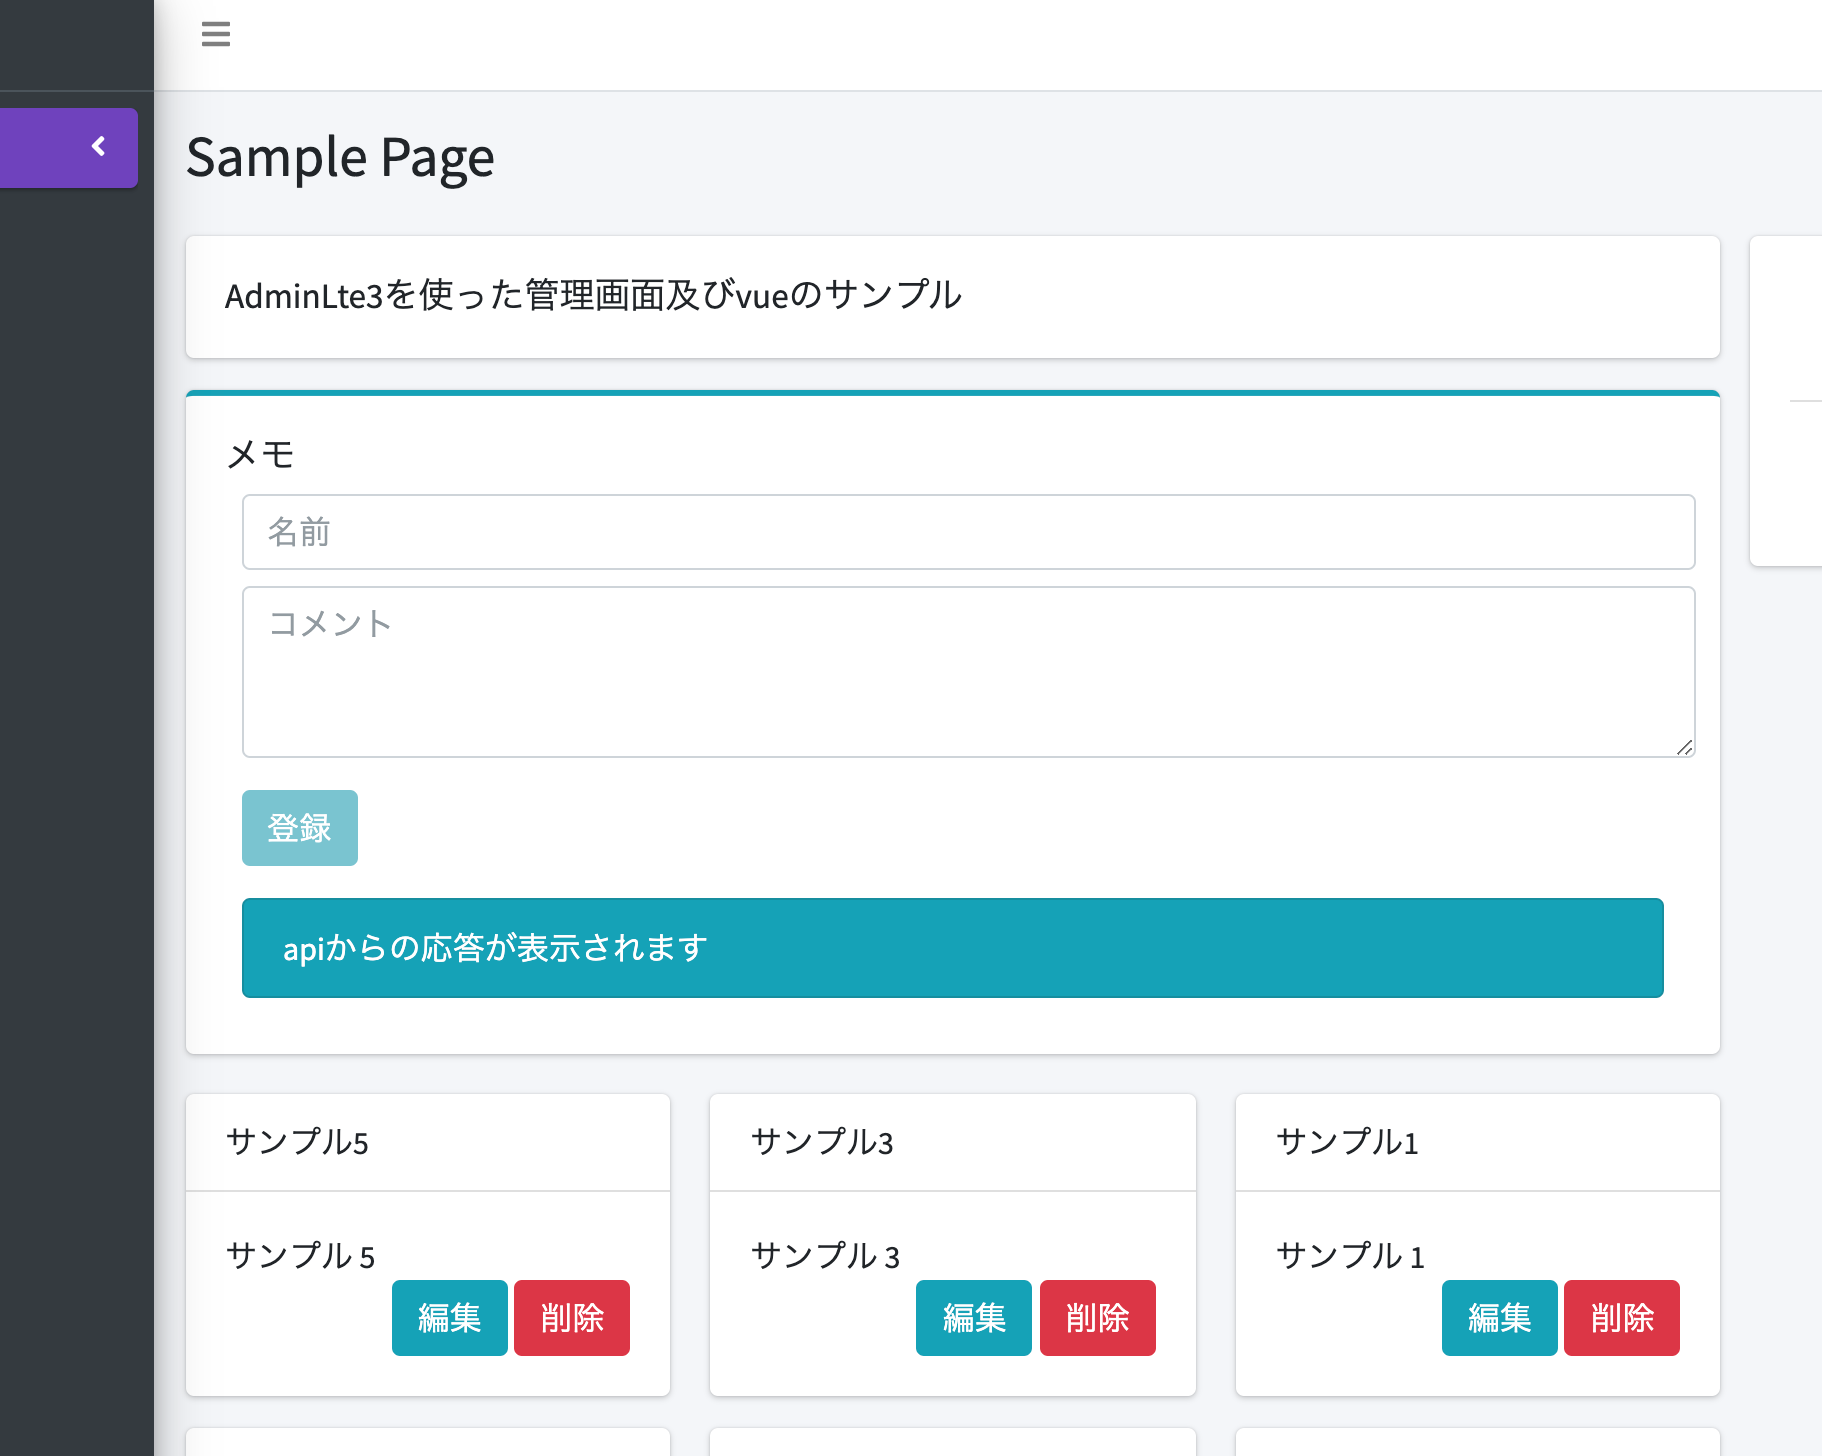 Sample Page
AdminLte3を使った管理画面及びvueのサンプル
メモ
名前
コメント
登録
apiからの応答が表示されます
サンプル5
サンプル 5
編集 削除
サンプル3
サンプル 3
編集 削除
サンプル1
サンプル 1
編集 削除